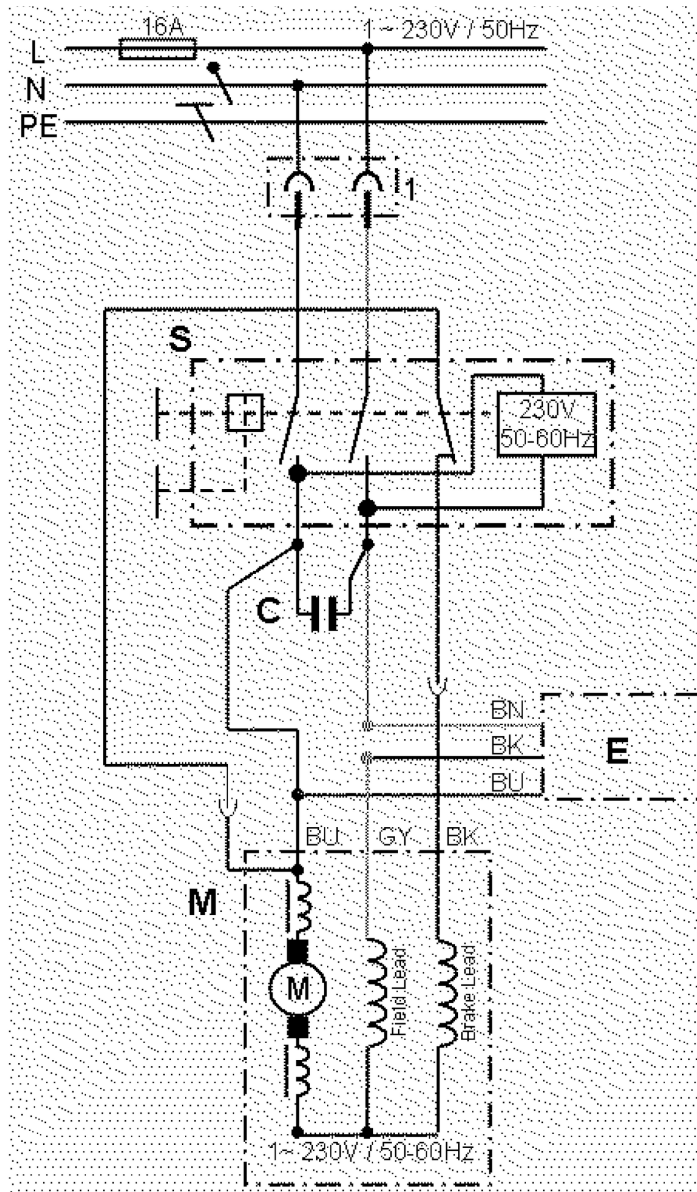 16A
1 ~ 230V / 50Hz
L
N
PE
1
S
230V
50-60Hz
C
BN
BK
E
BU
BU GY BK
M
M
Field Lead
Brake Lead
1~ 230V / 50-60Hz